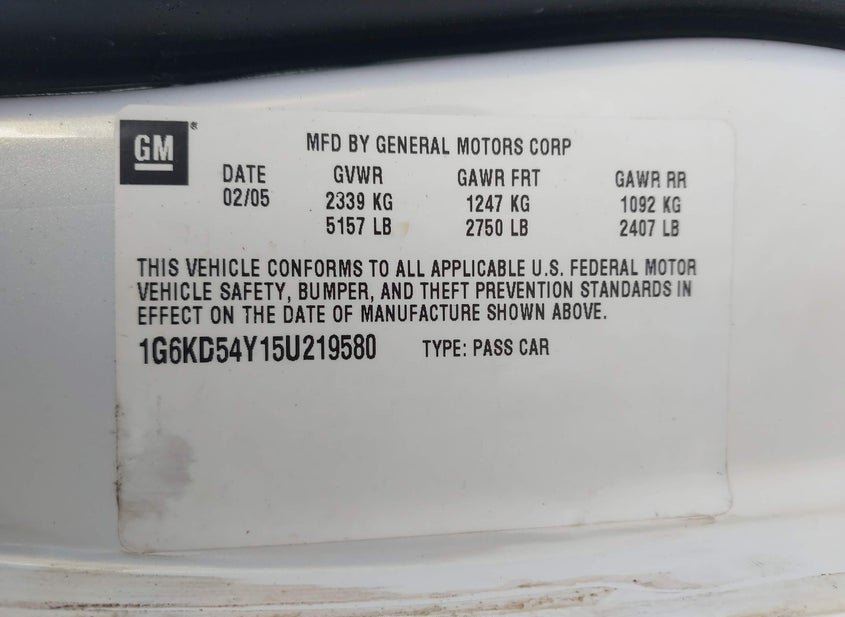 GM® MFD BY GENERAL MOTORS CORP
DATE GVWR GAWR FRT GAWR RR
02/05 2339 KG 1247 KG 1092 KG
5157 LB 2750 LB 2407 LB
THIS VEHICLE CONFORMS TO ALL APPLICABLE U.S. FEDERAL MOTOR
VEHICLE SAFETY, BUMPER, AND THEFT PREVENTION STANDARDS IN
EFFECT ON THE DATE OF MANUFACTURE SHOWN ABOVE.
1G6KD54Y15U219580 TYPE: PASS CAR